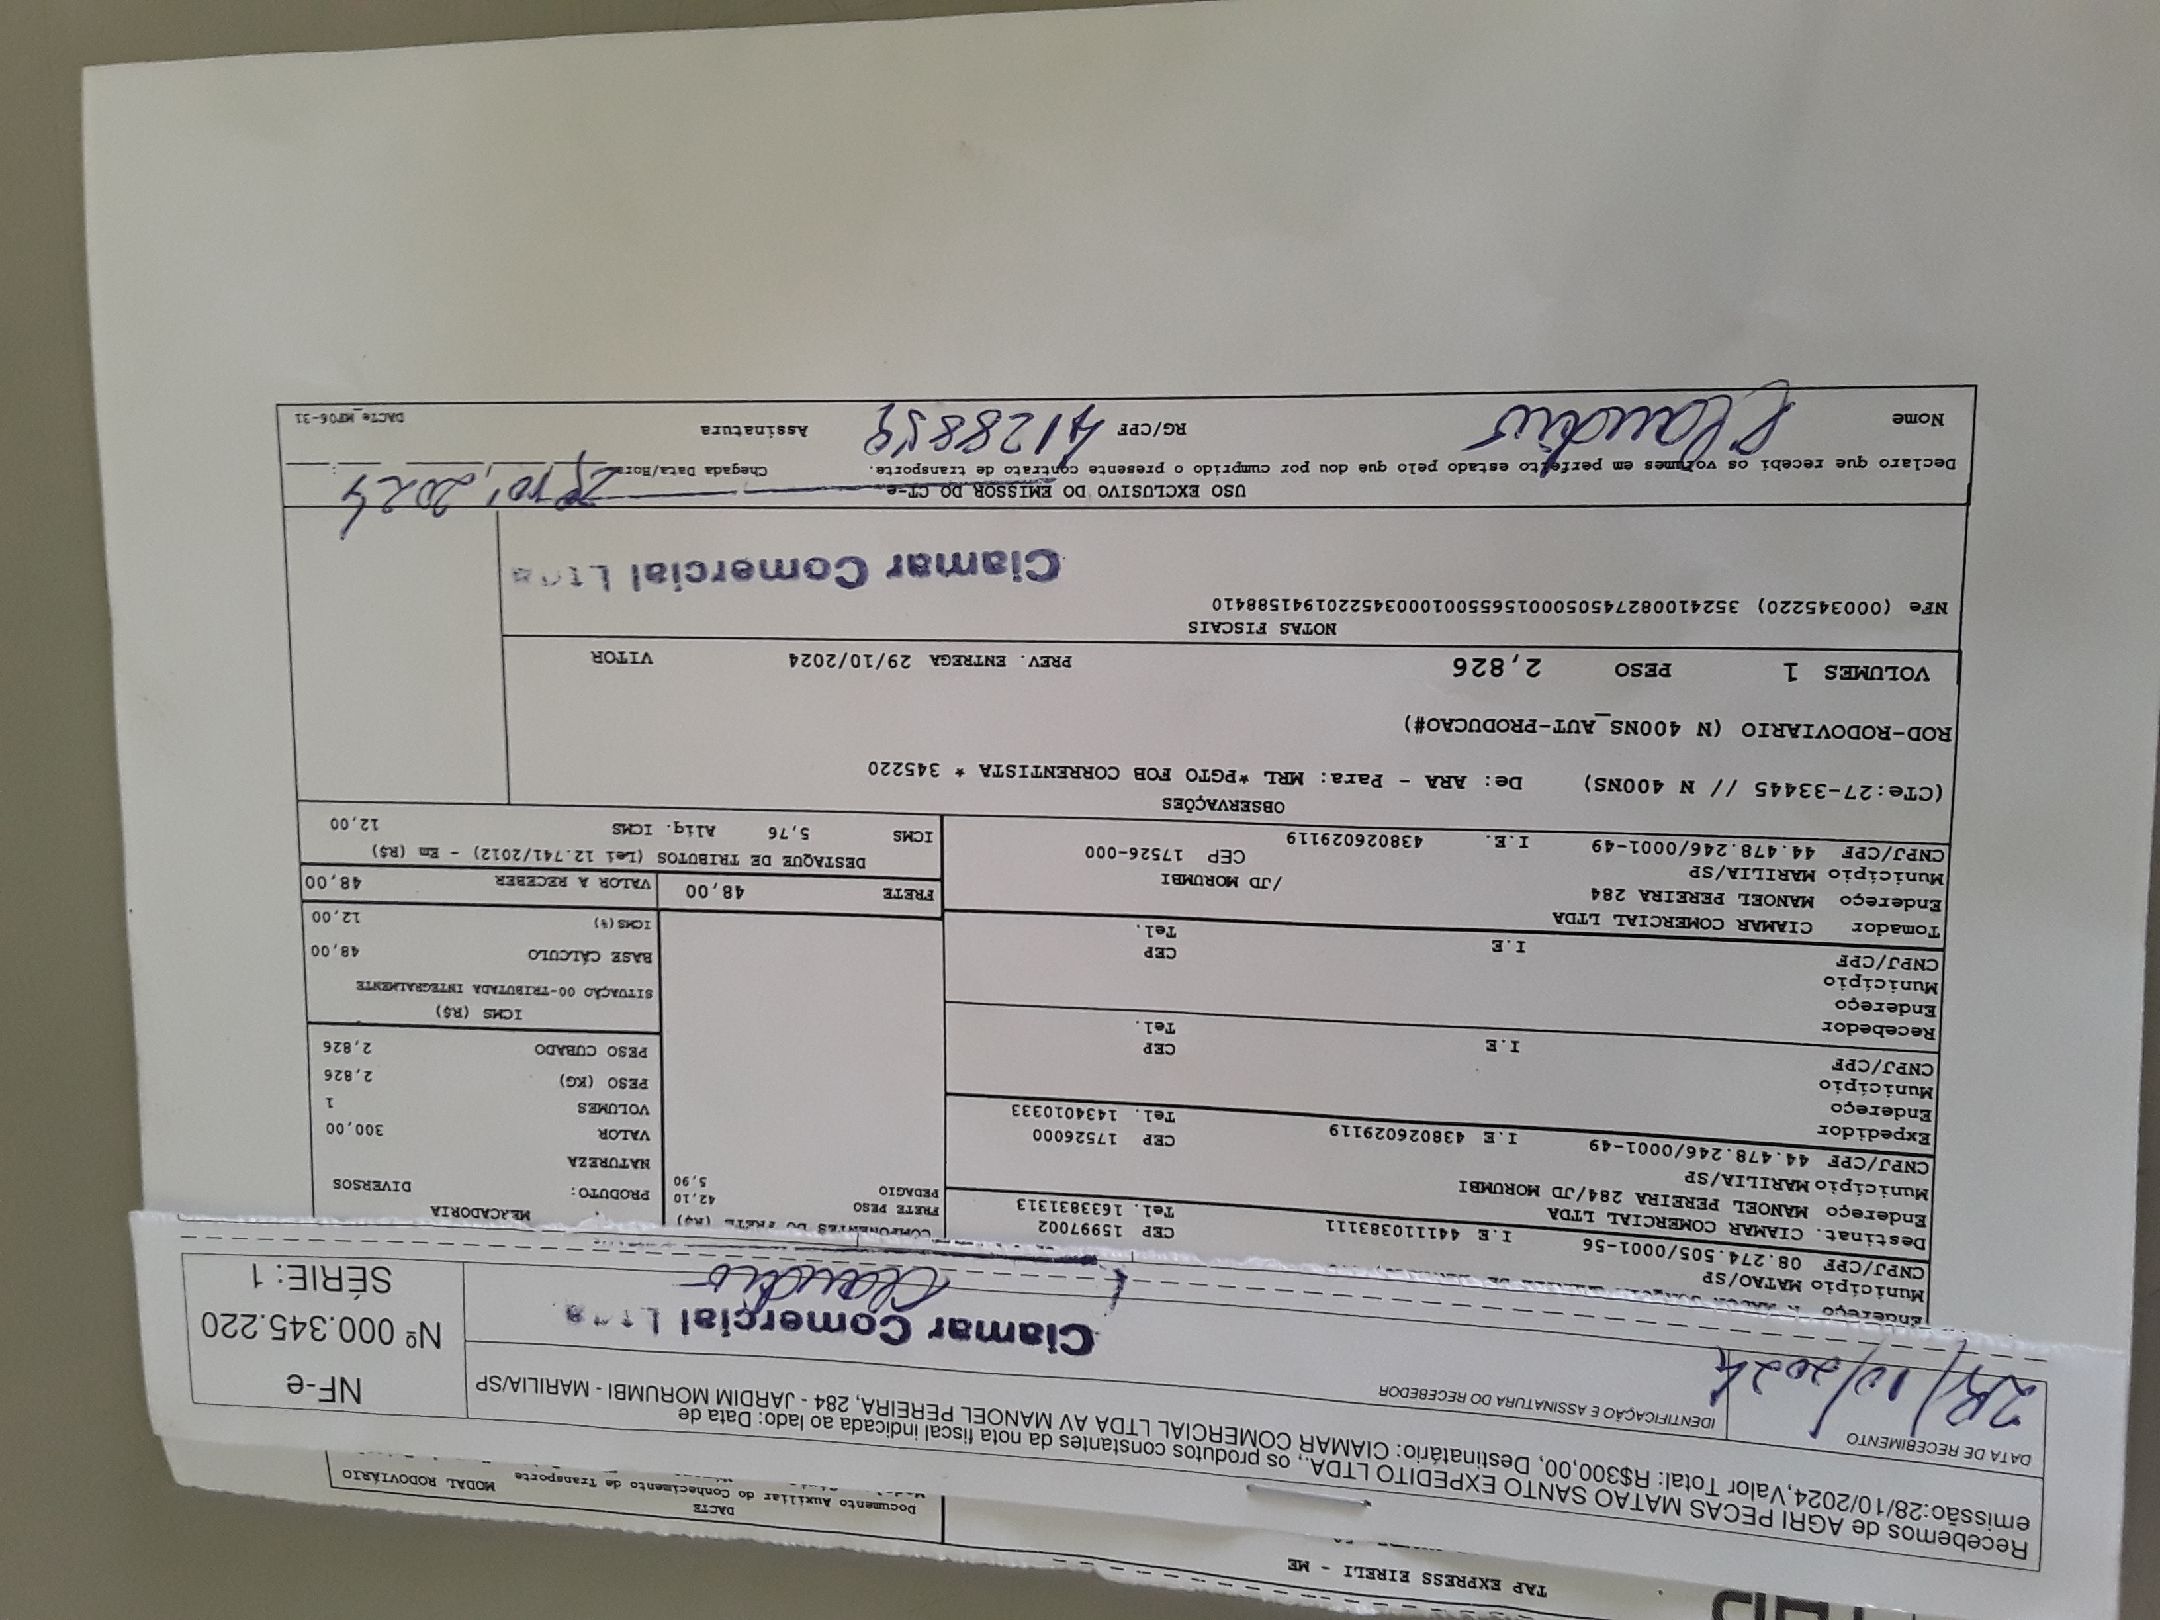 TAP EXPRESS EIRELI - ME
DACTE
Documento Auxiliar do Conhecimento de Transporte
MODAL RODOVIÁRIO
Recebemos de AGRI PECAS MATAO SANTO EXPEDITO LTDA., os produtos constantes da nota fiscal indicada ao lado: Data de
emissão:28/10/2024,Valor Total: R$300,00, Destinatário: CIAMAR COMERCIAL LTDA AV MANOEL PEREIRA, 284 - JARDIM MORUMBI - MARILIA/SP
DATA DE RECEBIMENTO
IDENTIFICAÇÃO E ASSINATURA DO RECEBEDOR
/10/2024
Ciamar Comercial
Claudio
NF-e
Nº 000.345.220
SÉRIE: 1
Endereço
Município MATAO/SP
CNPJ/CPF 08.274.505/0001-56 I.E 441110383111
CEP 15997002
Tel. 1633831313
Destinat. CIAMAR COMERCIAL LTDA
Endereço MANOEL PEREIRA 284/JD MORUMBI
Município MARILIA/SP
CNPJ/CPF 44.478.246/0001-49 I.E 438026029119
CEP 17526000
Tel. 1434010333
Expedidor
Endereço
Município
CNPJ/CPF I.E
CEP
Tel.
Recebedor
Endereço
Município
CNPJ/CPF I.E
CEP
Tel.
Tomador CIAMAR COMERCIAL LTDA
Endereço MANOEL PEREIRA 284 /JD MORUMBI
Município MARILIA/SP CEP 17526-000
CNPJ/CPF 44.478.246/0001-49 I.E. 438026029119
COMPONENTES DO FRETE (R$)
FRETE PESO 42,10
PEDAGIO 5,90
FRETE 48,00
MERCADORIA
PRODUTO: DIVERSOS
NATUREZA
VALOR 300,00
VOLUMES 1
PESO (KG) 2,826
PESO CUBADO 2,826
ICMS (R$)
SITUAÇÃO 00-TRIBUTADA INTEGRALMENTE
BASE CÁLCULO 48,00
ICMS(%) 12,00
VALOR A RECEBER 48,00
DESTAQUE DE TRIBUTOS (Lei 12.741/2012) - Em (R$)
ICMS 5,76 Aliq. ICMS 12,00
OBSERVAÇÕES
(CTe:27-33445 // N 400NS) De: ARA - Para: MRL *PGTO FOB CORRENTISTA * 345220
ROD-RODOVIARIO (N 400NS_AUT-PRODUCAO#)
VOLUMES 1 PESO 2,826 PREV. ENTREGA 29/10/2024 VITOR
NOTAS FISCAIS
NFe (000345220) 35241008274505000156550010003452201941588410
Ciamar Comercial
USO EXCLUSIVO DO EMISSOR DO CT-e
Declaro que recebi os volumes em perfeito estado pelo que dou por cumprido o presente contrato de transporte.
Chegada Data/Hora
10, 2024
Nome Claudio
RG/CPF
Assinatura
DACTe_MF06-31